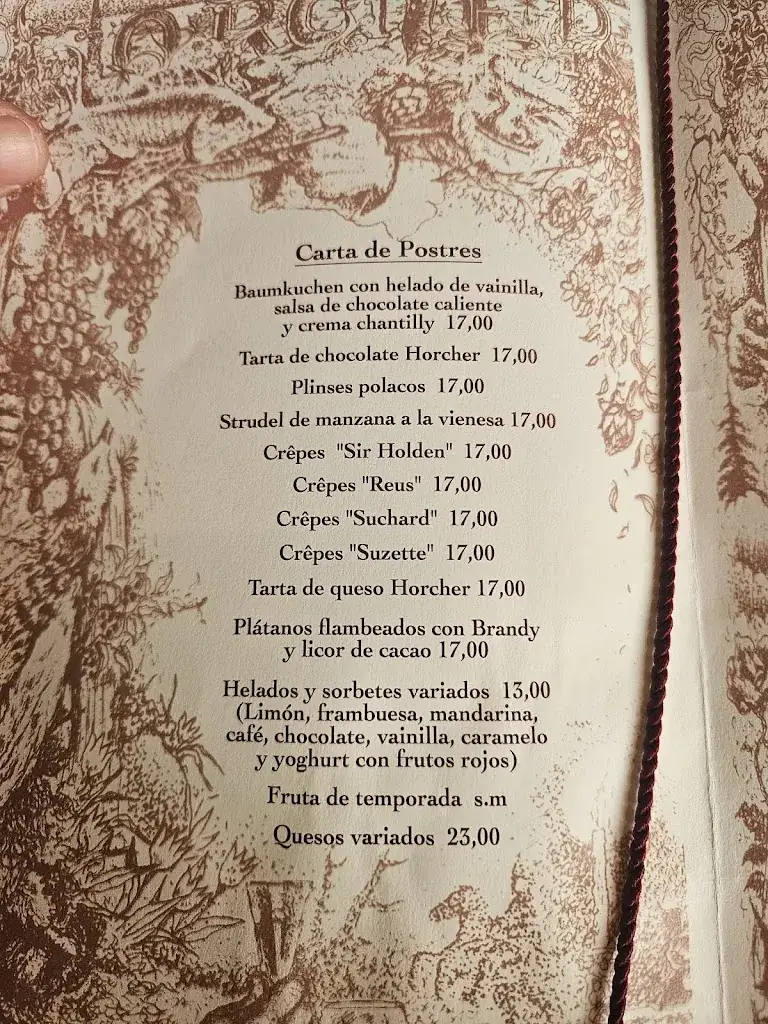 HORCHER
Carta de Postres
Baumkuchen con helado de vainilla,
salsa de chocolate caliente
y crema chantilly 17,00
Tarta de chocolate Horcher 17,00
Plinses polacos 17,00
Strudel de manzana a la vienesa 17,00
Crêpes "Sir Holden" 17,00
Crêpes "Reus" 17,00
Crêpes "Suchard" 17,00
Crêpes "Suzette" 17,00
Tarta de queso Horcher 17,00
Plátanos flambeados con Brandy
y licor de cacao 17,00
Helados y sorbetes variados 13,00
(Limón, frambuesa, mandarina,
café, chocolate, vainilla, caramelo
y yoghurt con frutos rojos)
Fruta de temporada s.m
Quesos variados 23,00